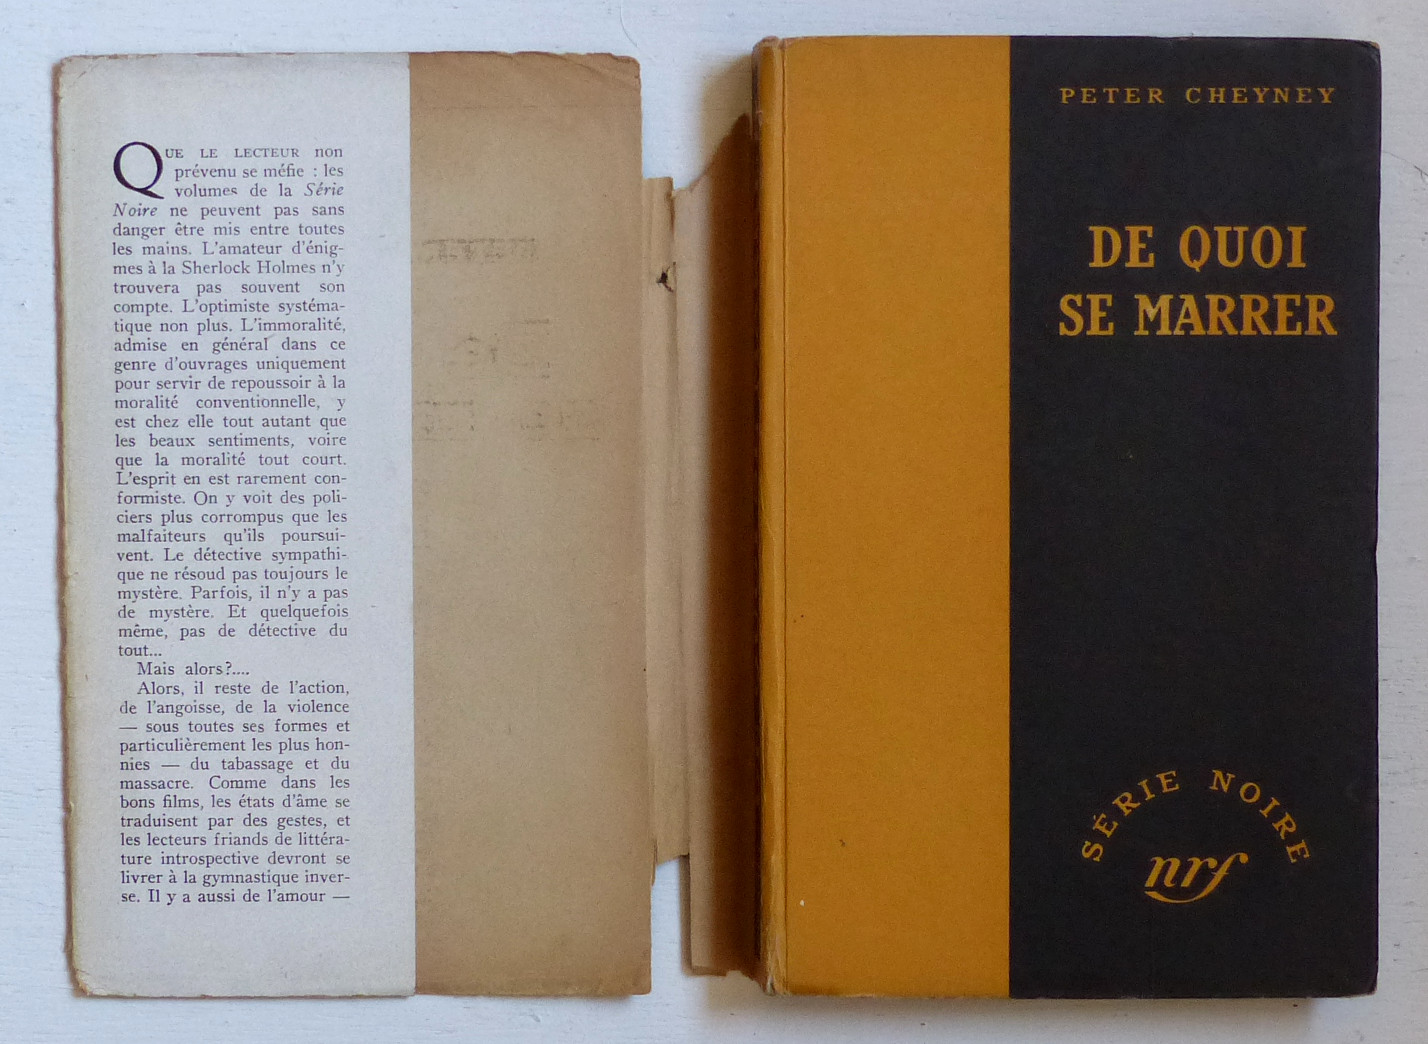 QUE LE LECTEUR non
prévenu se méfie : les
volumes de la Série
Noire ne peuvent pas sans
danger être mis entre toutes
les mains. L'amateur d'énig-
mes à la Sherlock Holmes n'y
trouvera pas souvent son
compte. L'optimiste systéma-
tique non plus. L'immoralité,
admise en général dans ce
genre d'ouvrages uniquement
pour servir de repoussoir à la
moralité conventionnelle, y
est chez elle tout autant que
les beaux sentiments, voire
que la moralité tout court.
L'esprit en est rarement con-
formiste. On y voit des poli-
ciers plus corrompus que les
malfaiteurs qu'ils poursui-
vent. Le détective sympathi-
que ne résoud pas toujours le
mystère. Parfois, il n'y a pas
de mystère. Et quelquefois
même, pas de détective du
tout...
Mais alors?....
Alors, il reste de l'action,
de l'angoisse, de la violence
— sous toutes ses formes et
particulièrement les plus hon-
nies — du tabassage et du
massacre. Comme dans les
bons films, les états d'âme se
traduisent par des gestes, et
les lecteurs friands de littéra-
ture introspective devront se
livrer à la gymnastique inver-
se. Il y a aussi de l'amour —
PETER CHEYNEY
DE QUOI
SE MARRER
SÉRIE NOIRE
nrf